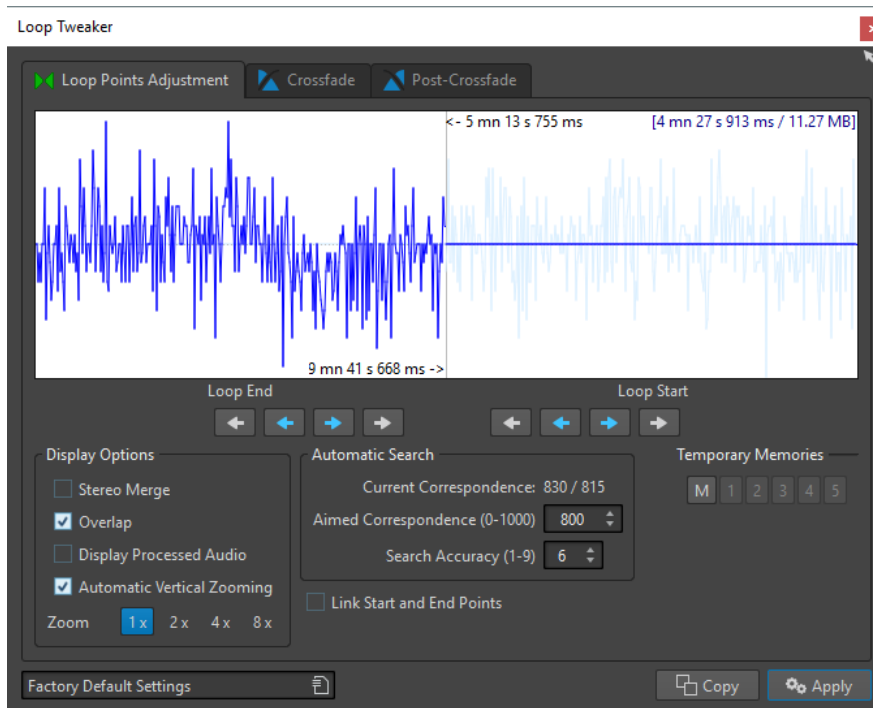 Loop Tweaker
Loop Points Adjustment Crossfade Post-Crossfade
<- 5 mn 13 s 755 ms [4 mn 27 s 913 ms / 11.27 MB]
9 mn 41 s 668 ms ->
Loop End Loop Start
Display Options Automatic Search Temporary Memories
Stereo Merge Current Correspondence: 830 / 815 M 1 2 3 4 5
Overlap Aimed Correspondence (0-1000) 800
Display Processed Audio Search Accuracy (1-9) 6
Automatic Vertical Zooming Link Start and End Points
Zoom 1 x 2 x 4 x 8 x
Factory Default Settings Copy Apply